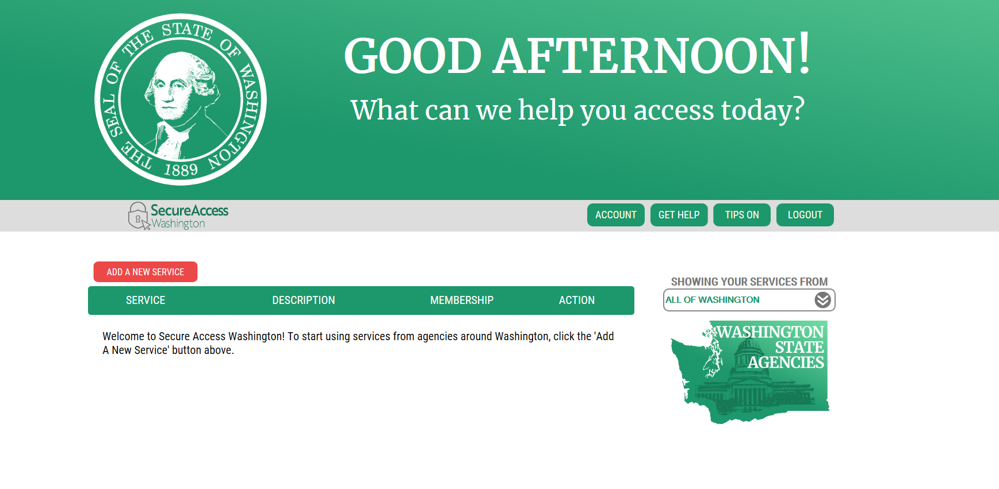 THE SEAL OF THE STATE OF WASHINGTON
1889
GOOD AFTERNOON!
What can we help you access today?
SecureAccess
Washington
ACCOUNT
GET HELP
TIPS ON
LOGOUT
ADD A NEW SERVICE
SERVICE DESCRIPTION MEMBERSHIP ACTION
Welcome to Secure Access Washington! To start using services from agencies around Washington, click the 'Add
A New Service' button above.
SHOWING YOUR SERVICES FROM
ALL OF WASHINGTON
WASHINGTON
STATE
AGENCIES